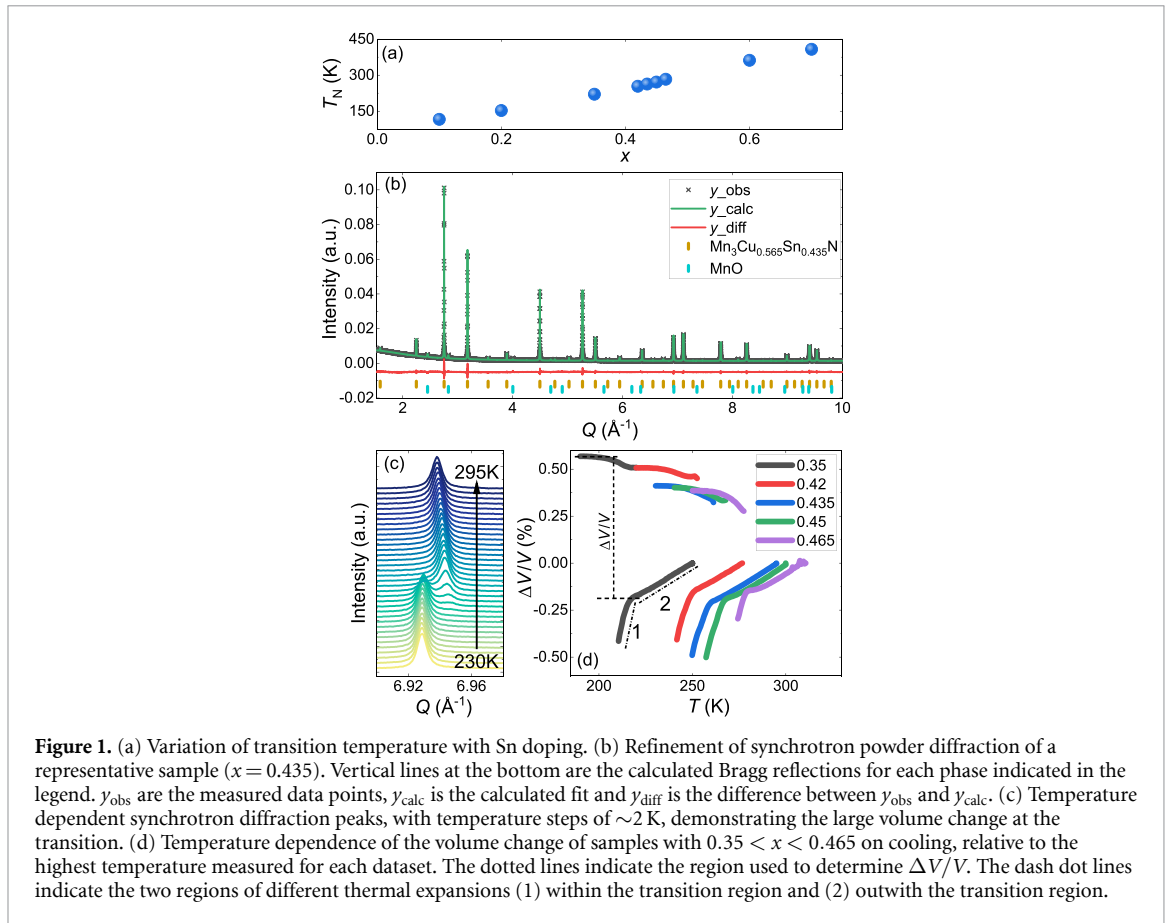 (a)
T_N (K)
450
300
150
0.0 0.2 0.4 0.6
x
(b)
Intensity (a.u.)
0.10
0.08
0.06
0.04
0.02
0.00
-0.02
y_obs
y_calc
y_diff
Mn₃Cu₀.₅₆₅Sn₀.₄₃₅N
MnO
2 4 6 8 10
Q (Å⁻¹)
(c)
Intensity (a.u.)
295K
230K
6.92 6.96
Q (Å⁻¹)
ΔV/V (%)
0.50
0.25
0.00
-0.25
-0.50
ΔV/V
0.35
0.42
0.435
0.45
0.465
2
1
(d)
200 250 300
T (K)
Figure 1. (a) Variation of transition temperature with Sn doping. (b) Refinement of synchrotron powder diffraction of a
representative sample (x = 0.435). Vertical lines at the bottom are the calculated Bragg reflections for each phase indicated in the
legend. y_obs are the measured data points, y_calc is the calculated fit and y_diff is the difference between y_obs and y_calc. (c) Temperature
dependent synchrotron diffraction peaks, with temperature steps of ∼2 K, demonstrating the large volume change at the
transition. (d) Temperature dependence of the volume change of samples with 0.35 < x < 0.465 on cooling, relative to the
highest temperature measured for each dataset. The dotted lines indicate the region used to determine ΔV/V. The dash dot lines
indicate the two regions of different thermal expansions (1) within the transition region and (2) outwith the transition region.